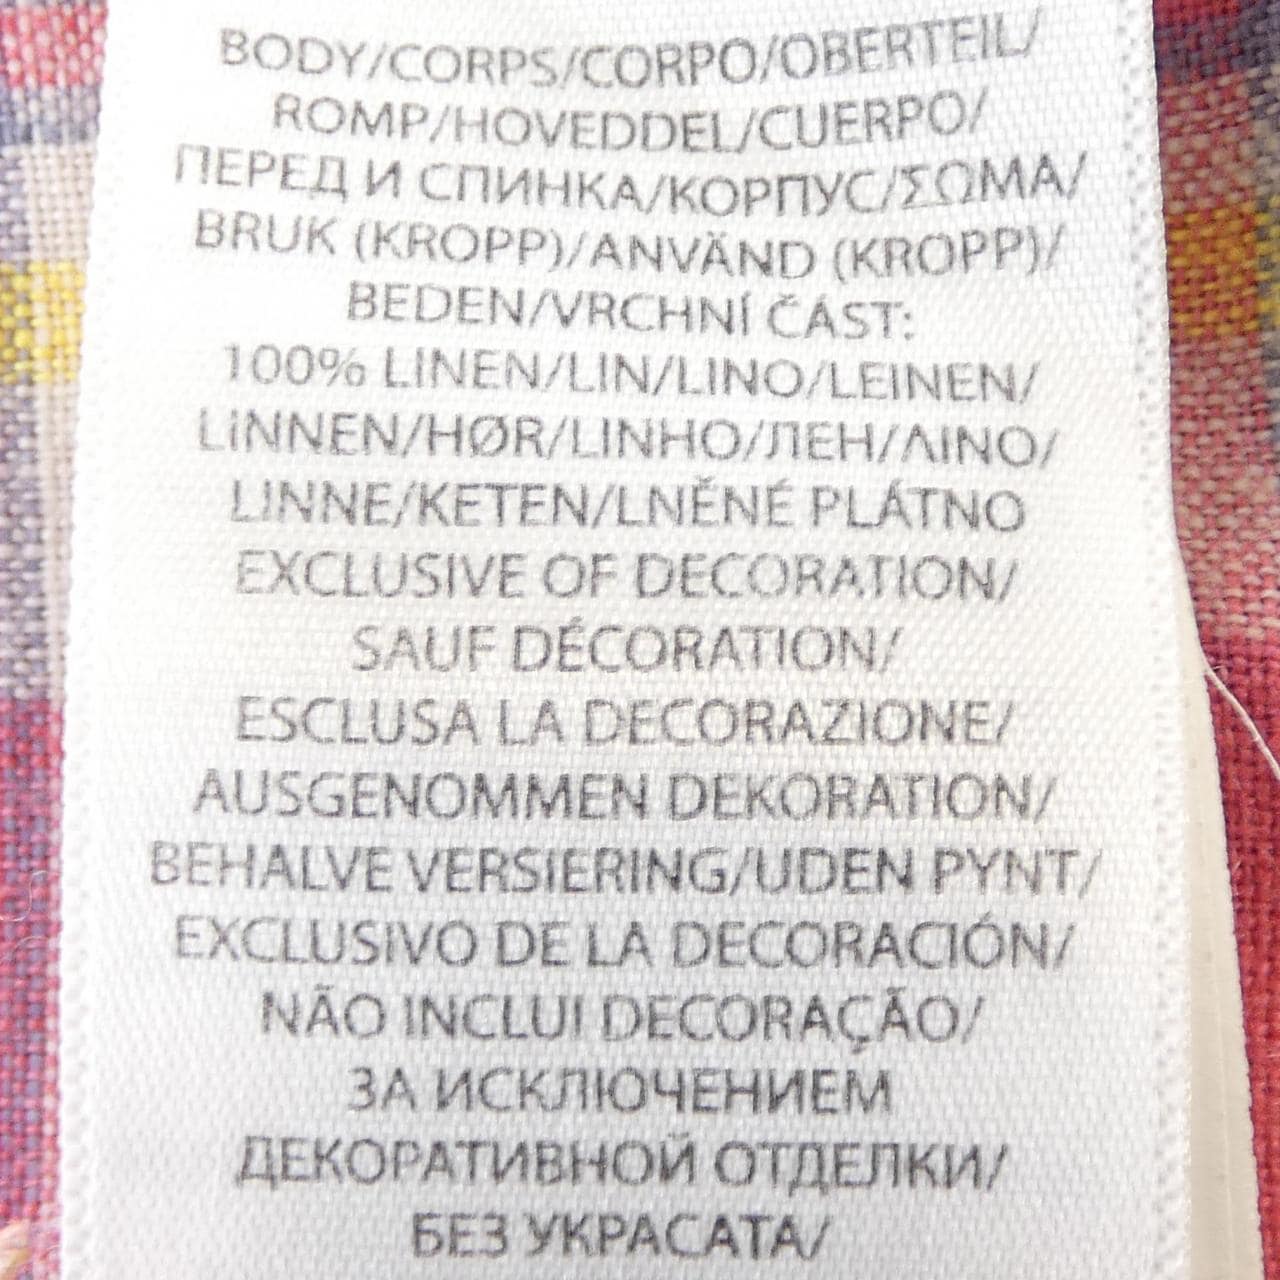 BODY/CORPS/CORPO/OBERTEIL/
ROMP/HOVEDDEL/CUERPO/
ПЕРЕД И СПИНКА/КОРПУС/ΣΩΜΑ/
BRUK (KROPP)/ANVÄND (KROPP)/
BEDEN/VRCHNÍ ČÁST:
100% LINEN/LIN/LINO/LEINEN/
LiNNEN/HØR/LINHO/ЛЕН/ΛΙΝΟ/
LINNE/KETEN/LNĚNÉ PLÁTNO
EXCLUSIVE OF DECORATION/
SAUF DÉCORATION/
ESCLUSA LA DECORAZIONE/
AUSGENOMMEN DEKORATION/
BEHALVE VERSIERING/UDEN PYNT/
EXCLUSIVO DE LA DECORACIÓN/
NÃO INCLUI DECORAÇÃO/
ЗА ИСКЛЮЧЕНИЕМ
ДЕКОРАТИВНОЙ ОТДЕЛКИ/
БЕЗ УКРАСАТА/